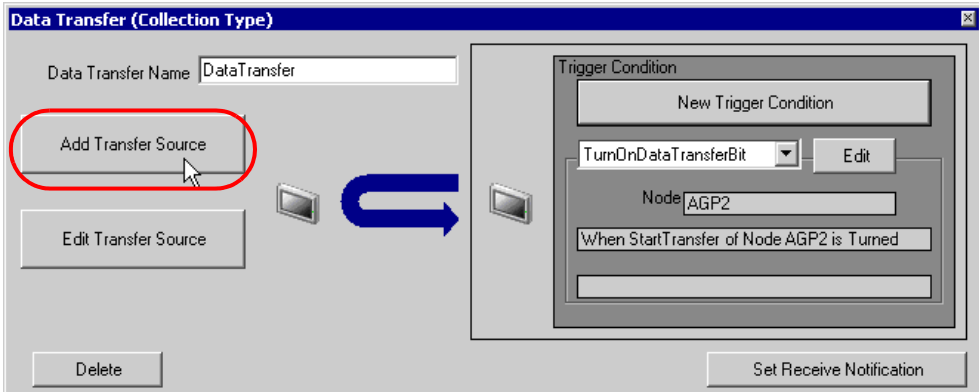 Data Transfer (Collection Type)
Data Transfer Name DataTransfer
Add Transfer Source
Edit Transfer Source
Delete
Trigger Condition
New Trigger Condition
TurnOnDataTransferBit Edit
Node AGP2
When StartTransfer of Node AGP2 is Turned
Set Receive Notification